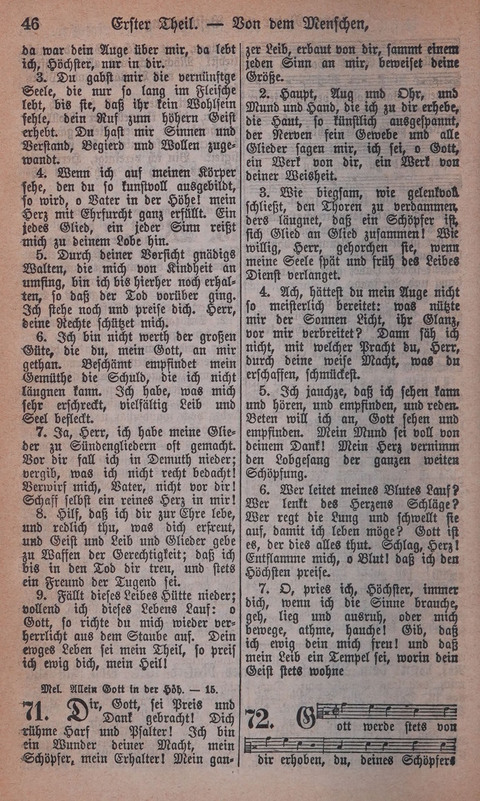 46 Erster Theil. — Von dem Menschen,
da war dein Auge über mir, da lebt
ich, Höchster, nur in dir.
3. Du gabst mir die vernünftge
Seele, die nur so lang im Fleische
lebt, bis sie, daß ihr kein Wohlsein
fehle, dein Ruf zum höhern Geist
erhebt. Du hast mir Sinnen und
Verstand, Begierd und Wollen zuge-
wandt.
4. Wenn ich auf meinen Körper
sehe, den du so kunstvoll ausgebildt,
so wird, o Vater in der Höhe! mein
Herz mit Ehrfurcht ganz erfüllt. Ein
jedes Glied, ein jeder Sinn reißt
mich zu deinem Lobe hin.
5. Durch deiner Vorsicht gnädigs
Walten, die mich von Kindheit an
umfing, bin ich bis hierher noch erhal-
ten, so daß der Tod vorüber ging.
Ich stehe noch und preise dich. Herr,
deine Rechte schützet mich.
6. Ich bin nicht werth der großen
Güte, die du, mein Gott, an mir
gethan. Beschämt empfindet mein
Gemüthe die Schuld, die ich nicht
läugnen kann. Ich habe, was mich
sehr erschreckt, vielfältig Leib und
Seel befleckt.
7. Ja, Herr, ich habe meine Glie-
der zu Sündengliedern oft gemacht.
Vor dir fall ich in Demuth nieder;
vergib, was ich nicht recht bedacht!
Verwirf mich, Vater, nicht vor dir!
Schaff selbst ein reines Herz in mir!
8. Hilf, daß ich dir zur Ehre lebe,
und redlich thu, was dich erfreut,
und Geist und Leib und Glieder gebe
zu Waffen der Gerechtigkeit; daß ich
bis in den Tod dir treu, und stets
ein Freund der Tugend sei.
9. Fällt dieses Leibes Hütte nieder;
vollend ich dieses Lebens Lauf: o
Gott, so richte du mich wieder ver-
herrlicht aus dem Staube auf. Dein
ewges Leben sei mein Theil, so preis
ich ewig dich, mein Heil!
Mel. Allein Gott in der Höh. — 15.
71. Dir, Gott, sei Preis und
Dank gebracht! Dich
rühme Harf und Psalter! Ich bin
ein Wunder deiner Macht, mein
Schöpfer, mein Erhalter! Mein gan-
zer Leib, erbaut von dir, sammt einem
jeden Sinn an mir, beweiset deine
Größe.
2. Haupt, Aug und Ohr, und
Mund und Hand, die ich zu dir erhebe,
die Haut, so künstlich ausgespannt,
der Nerven fein Gewebe und alle
Glieder sagen mir, ich sei, o Gott,
ein Werk von dir, ein Werk von
deiner Weisheit.
3. Wie biegsam, wie gelenkvoll
schließt, den Thoren zu verdammen,
ders läugnet, daß ein Schöpfer ist,
sich Glied an Glied zusammen! Wie
willig, Herr, gehorchen sie, wenn
meine Seele spät und früh des Leibes
Dienst verlanget.
4. Ach, hättest du mein Auge nicht
so meisterlich bereitet: was nützte
mir der Sonnen Licht, ihr Glanz,
vor mir verbreitet? Dann säh ich
nicht, mit welcher Pracht du, Herr,
durch deine weise Macht, was du
erschaffen, schmückest.
5. Ich jauchze, daß ich sehen kann
und hören, und empfinden, und reden.
Beten will ich an, Gott sehen und
empfinden. Mein Mund sei voll von
deinem Dank! Mein Herz vernimm
den Lobgesang der ganzen weiten
Schöpfung.
6. Wer leitet meines Blutes Lauf?
Wer lenkt des Herzens Schläge?
Wer regt die Lung und schwellt sie
auf, damit ich leben möge? Gott ist
es, der dies alles thut. Schlag, Herz!
Entflamme mich, o Blut! daß ich den
Höchsten preise.
7. O, pries ich, Höchster, immer
dich, wenn ich die Sinne brauche,
geh, lieg und ausruh, oder mich
bewege, athme, hauche! Gib, daß
ich ewig dein mich freu! und daß
mein Leib ein Tempel sei, worin dein
Geist stets wohne
72. Gott werde stets von
dir erhoben, du, deines Schöpfers